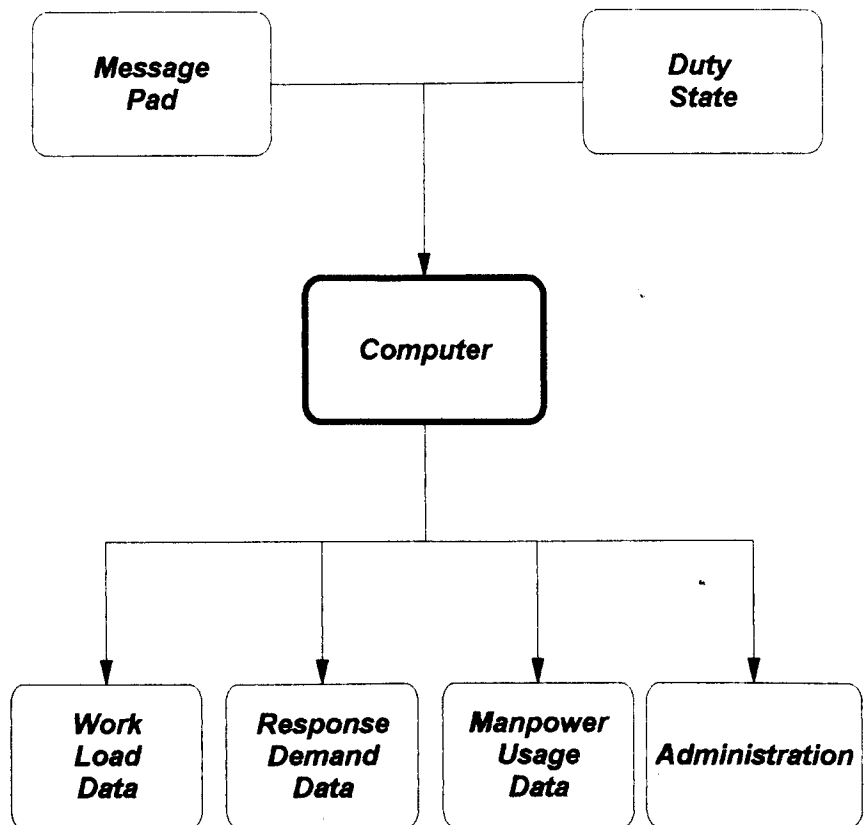 Message
Pad
Duty
State
Computer
Work
Load
Data
Response
Demand
Data
Manpower
Usage
Data
Administration